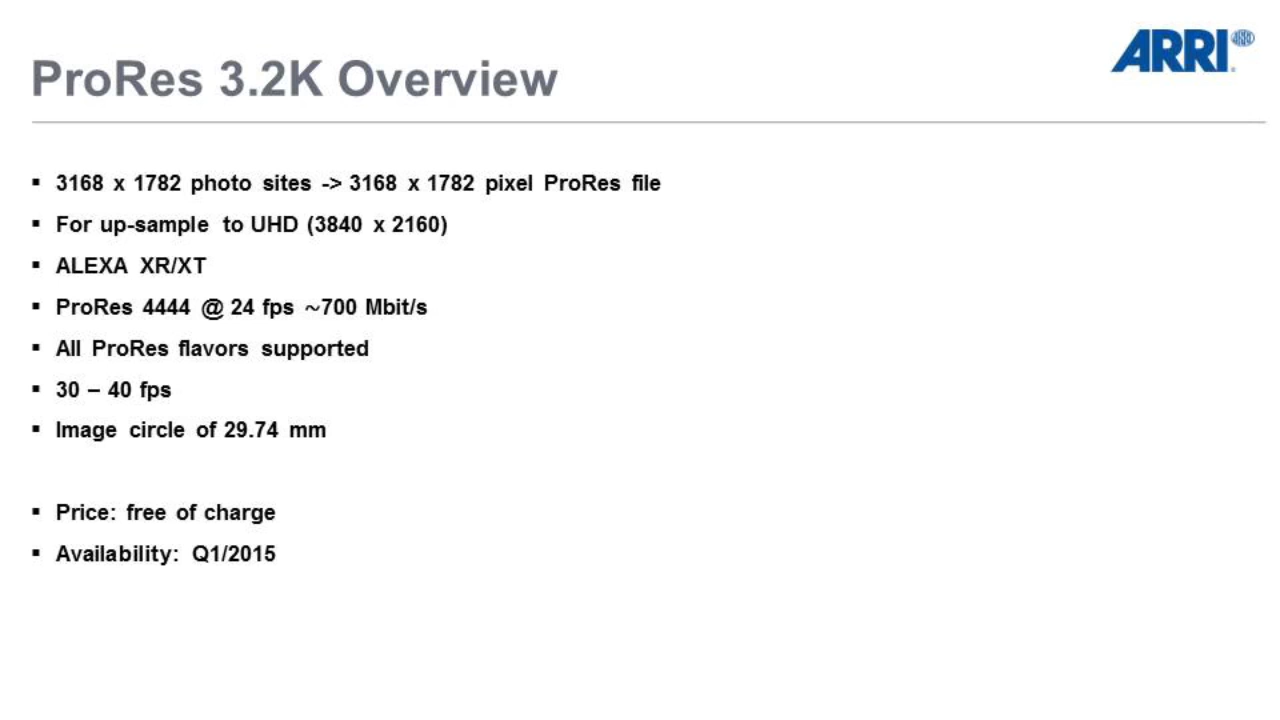 ARRI
ProRes 3.2K Overview
▪ 3168 x 1782 photo sites -> 3168 x 1782 pixel ProRes file
▪ For up-sample to UHD (3840 x 2160)
▪ ALEXA XR/XT
▪ ProRes 4444 @ 24 fps ~700 Mbit/s
▪ All ProRes flavors supported
▪ 30 – 40 fps
▪ Image circle of 29.74 mm
▪ Price: free of charge
▪ Availability: Q1/2015